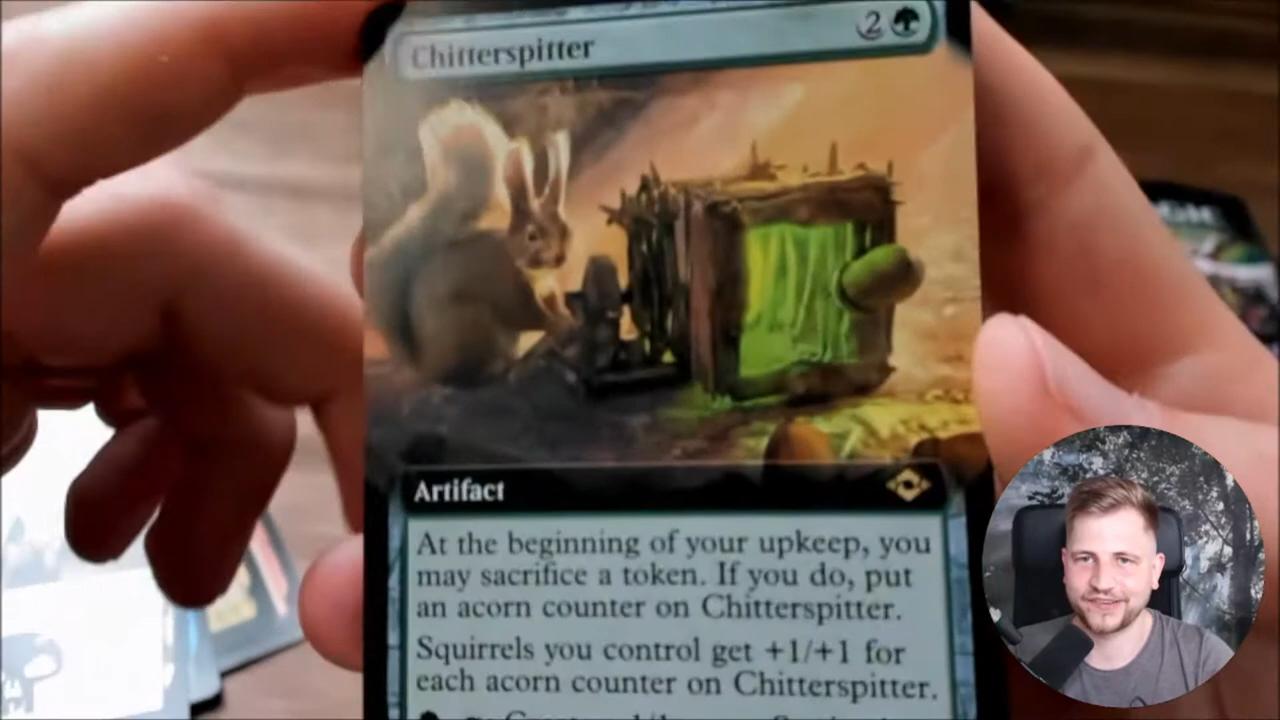 Chitterspitter 2
Artifact
At the beginning of your upkeep, you
may sacrifice a token. If you do, put
an acorn counter on Chitterspitter.
Squirrels you control get +1/+1 for
each acorn counter on Chitterspitter.